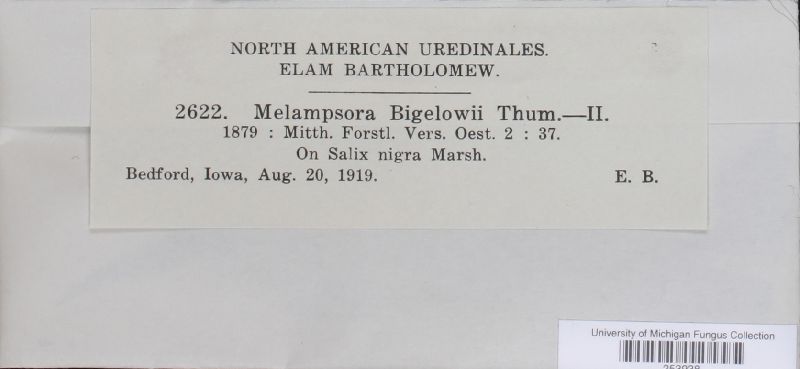 NORTH AMERICAN UREDINALES.
ELAM BARTHOLOMEW.
2622. Melampsora Bigelowii Thum.—II.
1879 : Mitth. Forstl. Vers. Oest. 2 : 37.
On Salix nigra Marsh.
Bedford, Iowa, Aug. 20, 1919. E. B.
University of Michigan Fungus Collection